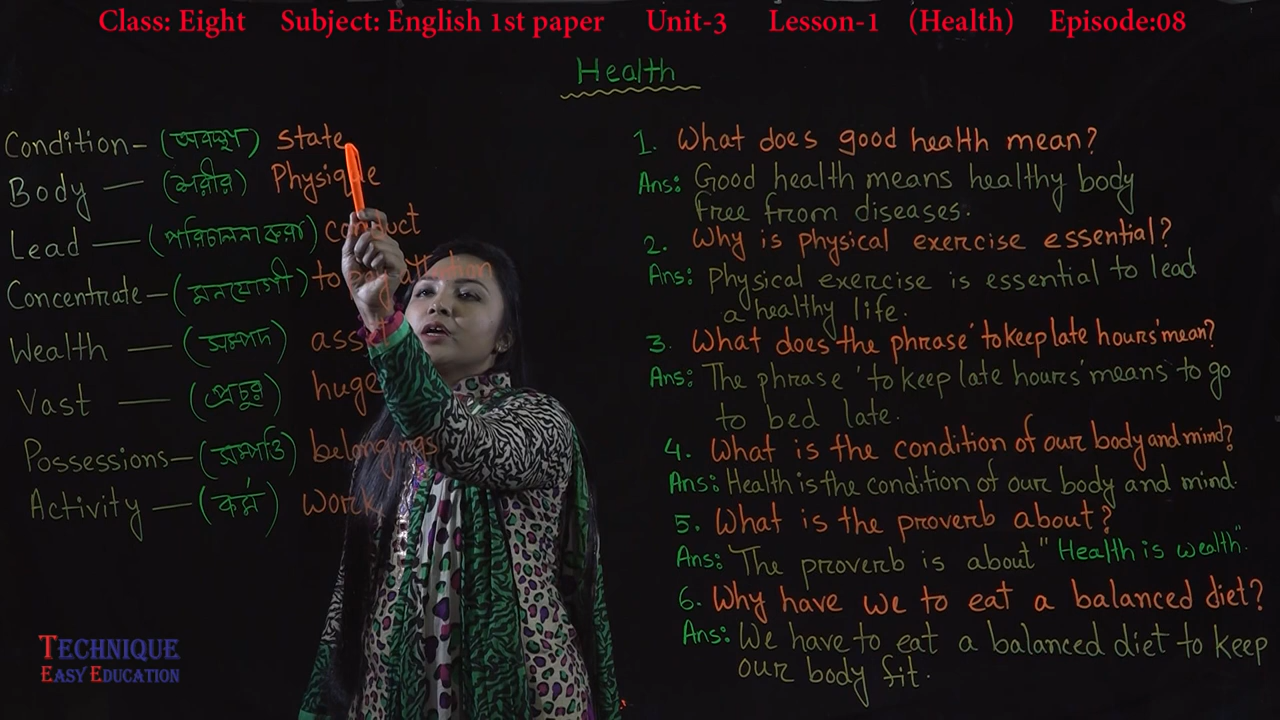 Class: Eight Subject: English 1st paper Unit-3 Lesson-1 (Health) Episode:08
Health
Condition- (অবস্থা) state
Body — (শরীর) Physique
Lead — (পরিচালনা করা) conduct
Concentrate- (মনযোগী) to pay attention
Wealth — (সম্পদ) asset
Vast — (প্রচুর) huge
Possessions- (সম্পত্তি) belongings
Activity — (কর্ম) work
1. What does good health mean?
Ans: Good health means healthy body
free from diseases.
2. Why is physical exercise essential?
Ans: Physical exercise is essential to lead
a healthy life.
3. What does the phrase 'to keep late hours' mean?
Ans: The phrase 'to keep late hours' means to go
to bed late.
4. What is the condition of our body and mind?
Ans: Health is the condition of our body and mind.
5. What is the proverb about?
Ans: The proverb is about "Health is wealth".
6. Why have we to eat a balanced diet?
Ans: We have to eat a balanced diet to keep
our body fit.
TECHNIQUE
EASY EDUCATION